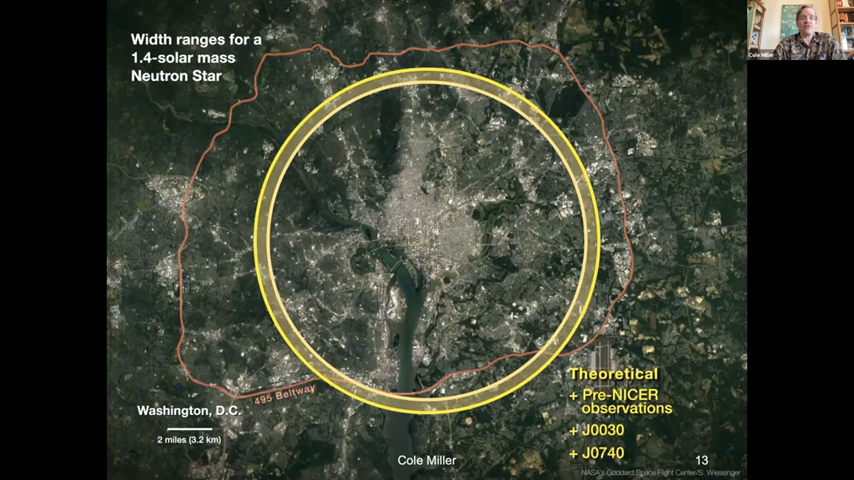 Width ranges for a
1.4-solar mass
Neutron Star
Cole Miller
495 Beltway
Washington, D.C.
2 miles (3.2 km)
Theoretical
+ Pre-NICER
observations
+ J0030
+ J0740
Cole Miller
13
NASA's Goddard Space Flight Center/S. Wiessinger